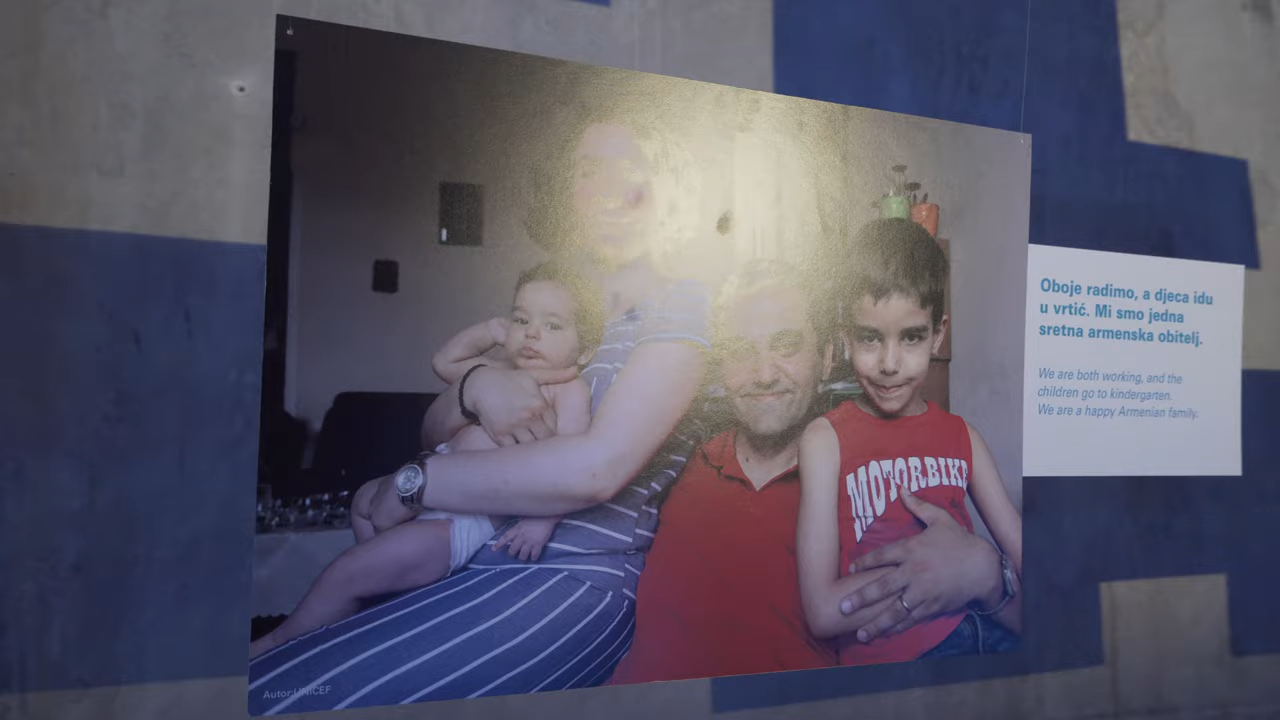 Oboje radimo, a djeca idu
u vrtić. Mi smo jedna
sretna armenska obitelj.
We are both working, and the
children go to kindergarten.
We are a happy Armenian family.
MOTORBIKE
Autor:UNICEF